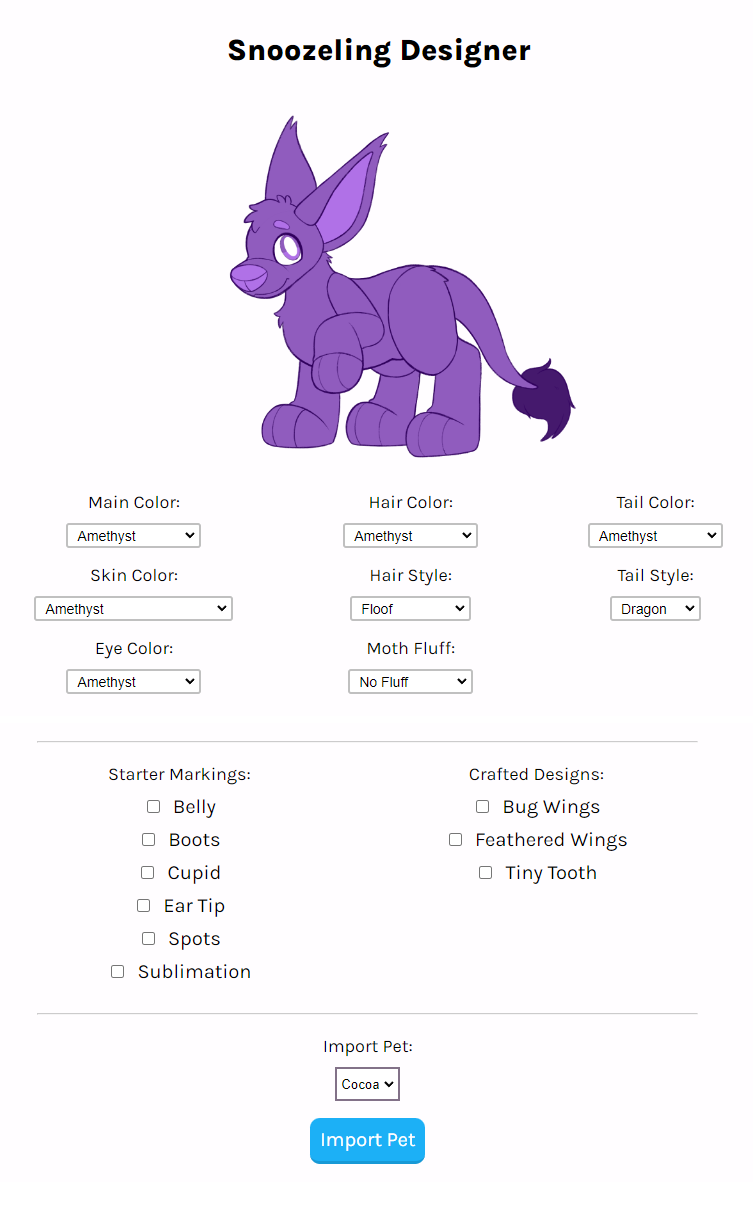 Snoozeling Designer
Main Color: Hair Color: Tail Color:
Amethyst Amethyst Amethyst
Skin Color: Hair Style: Tail Style:
Amethyst Floof Dragon
Eye Color: Moth Fluff:
Amethyst No Fluff
Starter Markings: Crafted Designs:
Belly Bug Wings
Boots Feathered Wings
Cupid Tiny Tooth
Ear Tip
Spots
Sublimation
Import Pet:
Cocoa
Import Pet